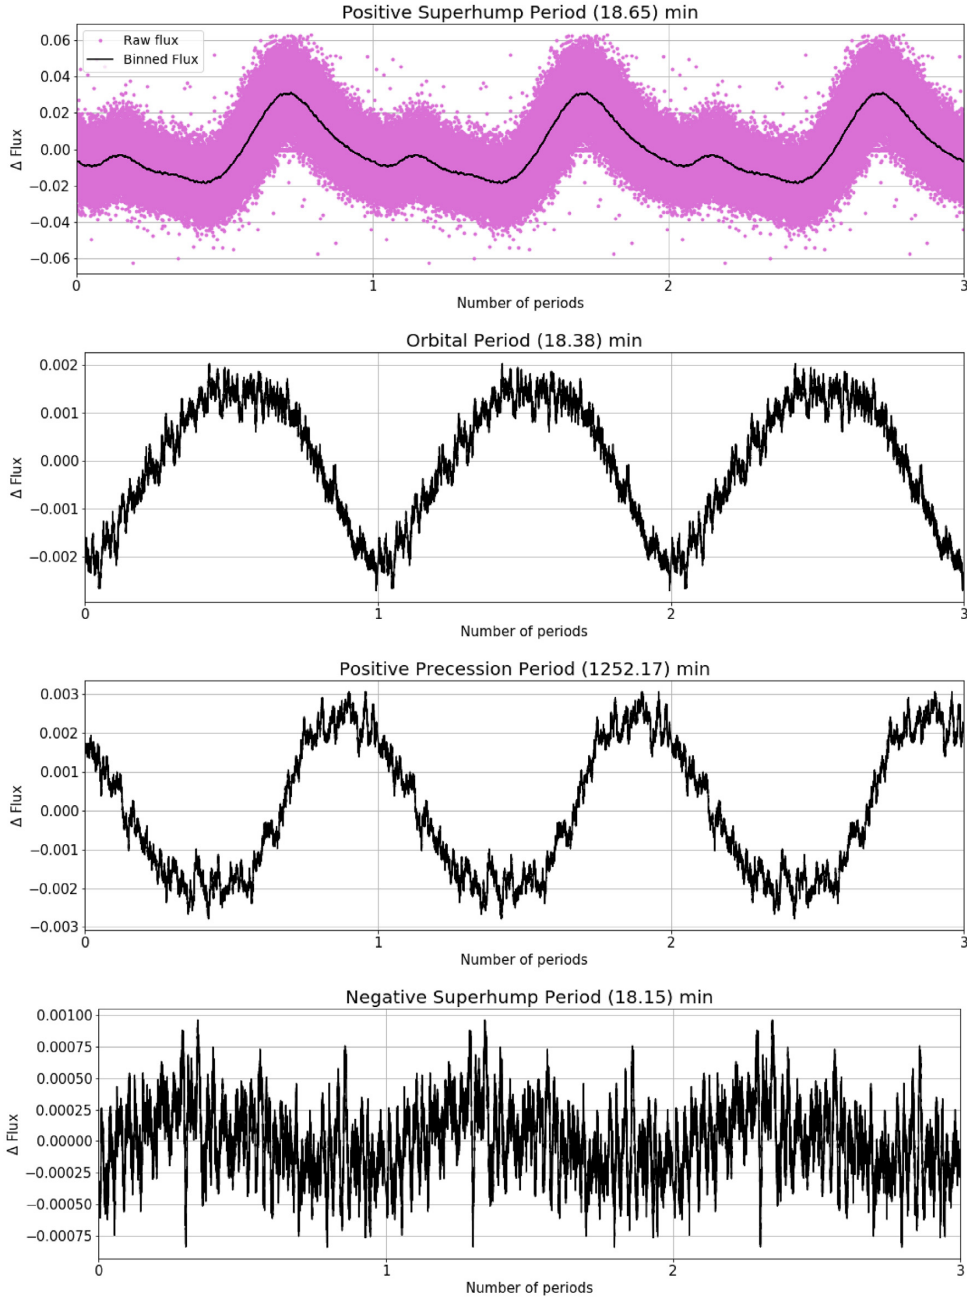 Positive Superhump Period (18.65) min
0.06
0.04
0.02
0.00
−0.02
−0.04
−0.06
Δ Flux
Raw flux
Binned Flux
0 1 2 3
Number of periods
Orbital Period (18.38) min
0.002
0.001
0.000
−0.001
−0.002
Δ Flux
0 1 2 3
Number of periods
Positive Precession Period (1252.17) min
0.003
0.002
0.001
0.000
−0.001
−0.002
−0.003
Δ Flux
0 1 2 3
Number of periods
Negative Superhump Period (18.15) min
0.00100
0.00075
0.00050
0.00025
0.00000
−0.00025
−0.00050
−0.00075
Δ Flux
0 1 2 3
Number of periods